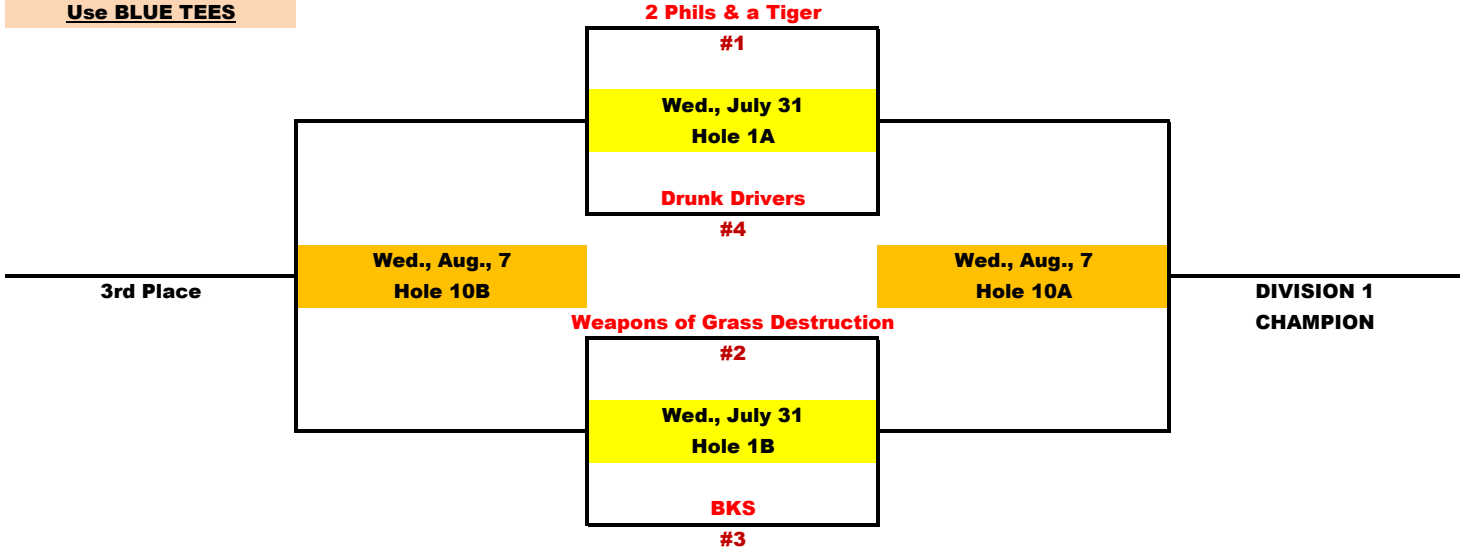 Use BLUE TEES
2 Phils & a Tiger
#1
Wed., July 31
Hole 1A
Drunk Drivers
#4
Wed., Aug., 7
Hole 10B
Wed., Aug., 7
Hole 10A
3rd Place
DIVISION 1
CHAMPION
Weapons of Grass Destruction
#2
Wed., July 31
Hole 1B
BKS
#3